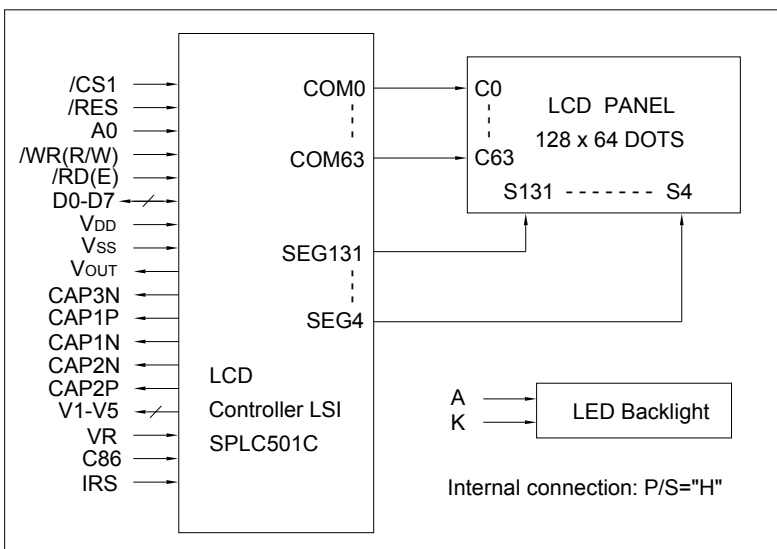 /CS1
/RES
A0
/WR(R/W)
/RD(E)
D0-D7
VDD
VSS
VOUT
CAP3N
CAP1P
CAP1N
CAP2N
CAP2P
V1-V5
VR
C86
IRS
COM0
COM63
SEG131
SEG4
LCD
Controller LSI
SPLC501C
C0
C63
LCD PANEL
128 x 64 DOTS
S131 - - - - - - - S4
A
K
LED Backlight
Internal connection: P/S="H"